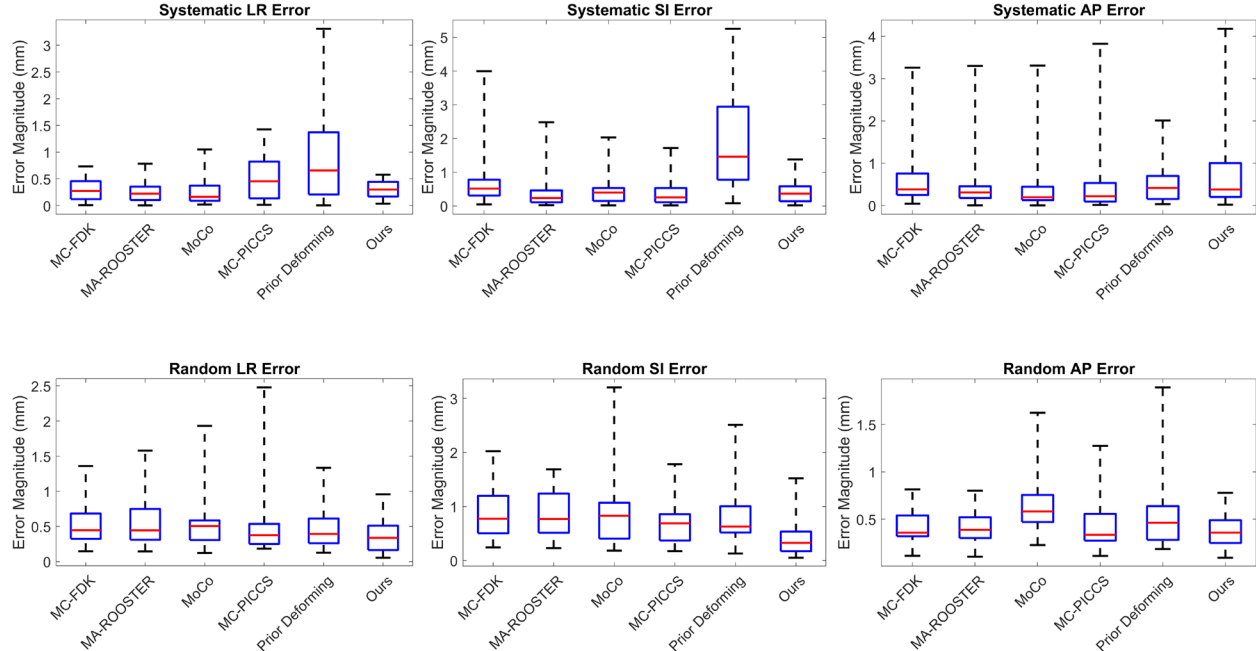 Systematic LR Error
Error Magnitude (mm)
3
2.5
2
1.5
1
0.5
0
MC-FDK
MA-ROOSTER
MoCo
MC-PICCS
Prior Deforming
Ours
Systematic SI Error
Error Magnitude (mm)
5
4
3
2
1
0
MC-FDK
MA-ROOSTER
MoCo
MC-PICCS
Prior Deforming
Ours
Systematic AP Error
Error Magnitude (mm)
4
3
2
1
0
MC-FDK
MA-ROOSTER
MoCo
MC-PICCS
Prior Deforming
Ours
Random LR Error
Error Magnitude (mm)
2.5
2
1.5
1
0.5
0
MC-FDK
MA-ROOSTER
MoCo
MC-PICCS
Prior Deforming
Ours
Random SI Error
Error Magnitude (mm)
3
2
1
0
MC-FDK
MA-ROOSTER
MoCo
MC-PICCS
Prior Deforming
Ours
Random AP Error
Error Magnitude (mm)
1.5
1
0.5
MC-FDK
MA-ROOSTER
MoCo
MC-PICCS
Prior Deforming
Ours